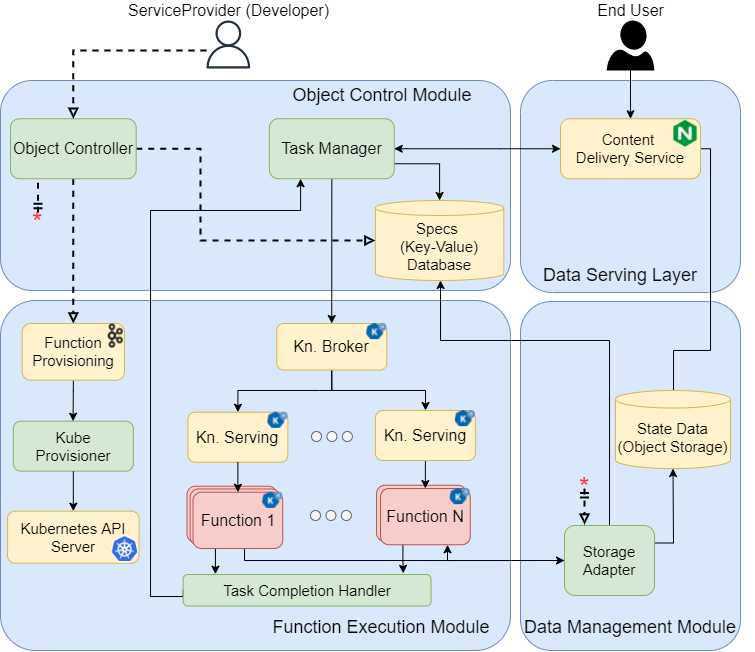 ServiceProvider (Developer)
End User
Object Control Module
Object Controller
Task Manager
Content
Delivery Service
Specs
(Key-Value)
Database
*
Data Serving Layer
Function
Provisioning
Kn. Broker
Kube
Provisioner
Kn. Serving
Kn. Serving
State Data
(Object Storage)
Kubernetes API
Server
Function 1
Function N
*
Storage
Adapter
Task Completion Handler
Function Execution Module
Data Management Module